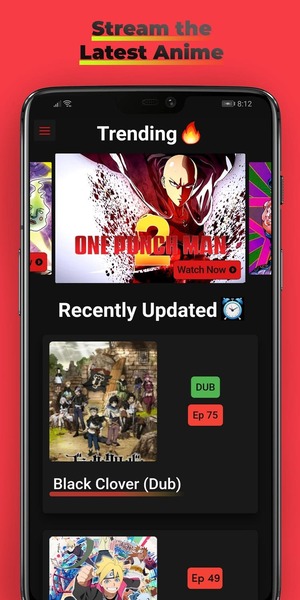 Stream the
Latest Anime
8:12
Trending 🔥
ONE PUNCH MAN
2
Watch Now
Recently Updated ⏰
DUB
Ep 75
Black Clover (Dub)
Ep 49